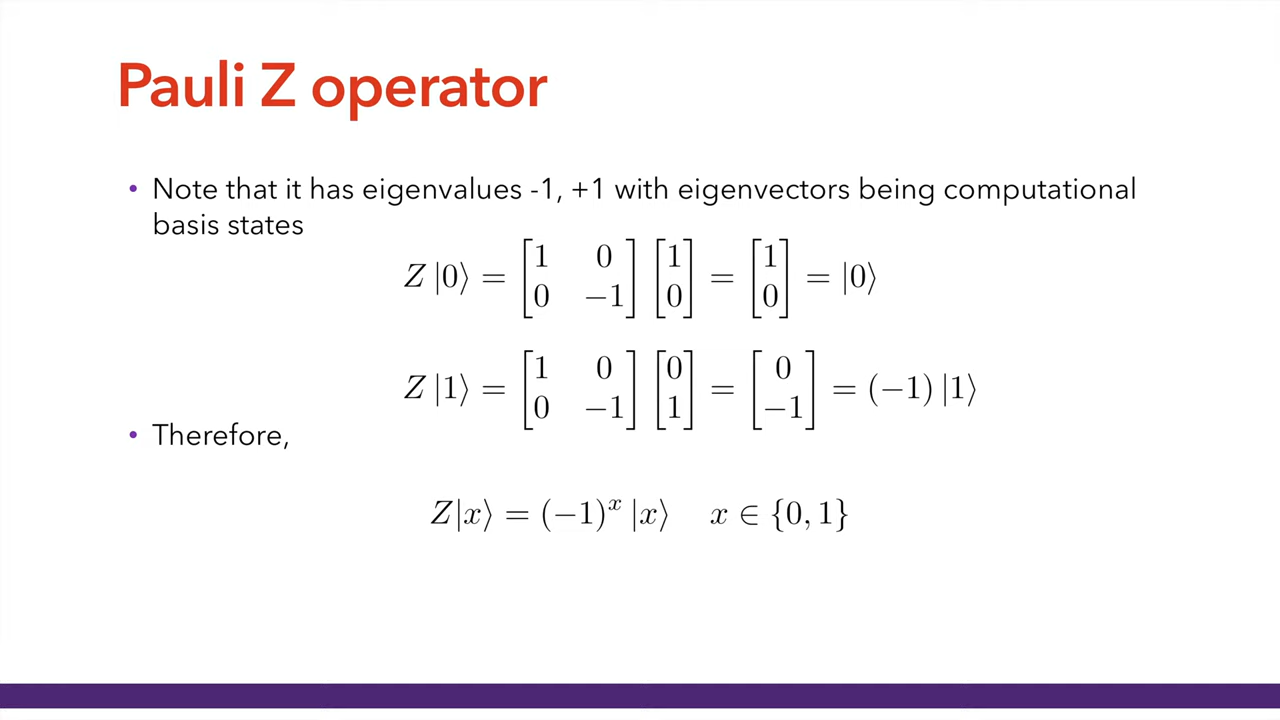 Pauli Z operator
• Note that it has eigenvalues -1, +1 with eigenvectors being computational
basis states
Z |0⟩ = [1 0; 0 −1] [1; 0] = [1; 0] = |0⟩
Z |1⟩ = [1 0; 0 −1] [0; 1] = [0; −1] = (−1) |1⟩
• Therefore,
Z|x⟩ = (−1)^x |x⟩ x ∈ {0, 1}